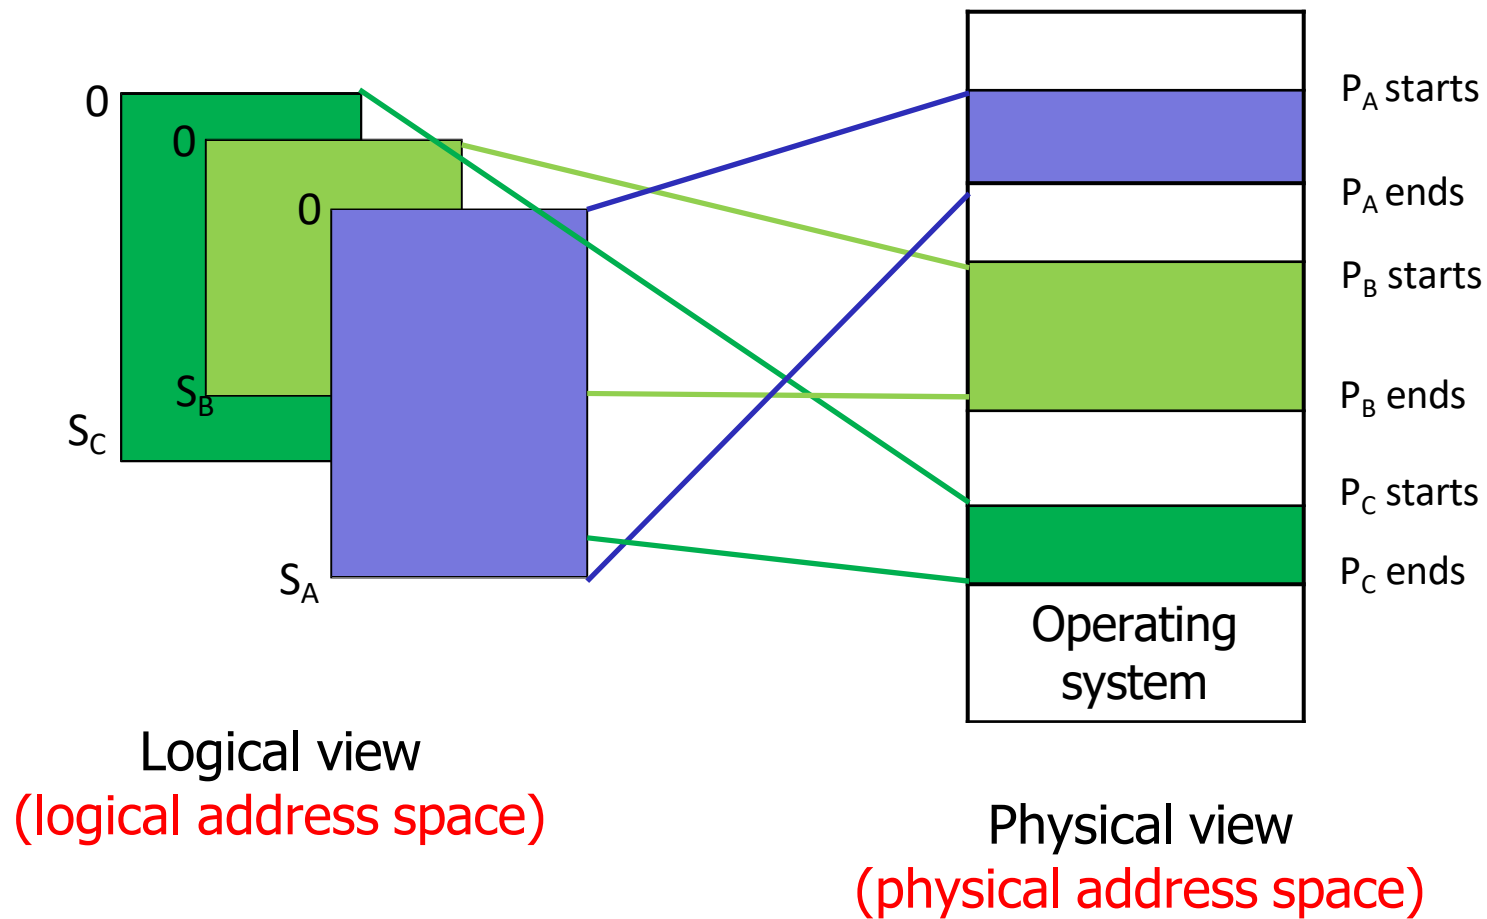 0
0
0
S_B
S_C
S_A
P_A starts
P_A ends
P_B starts
P_B ends
P_C starts
P_C ends
Operating
system
Logical view
(logical address space)
Physical view
(physical address space)